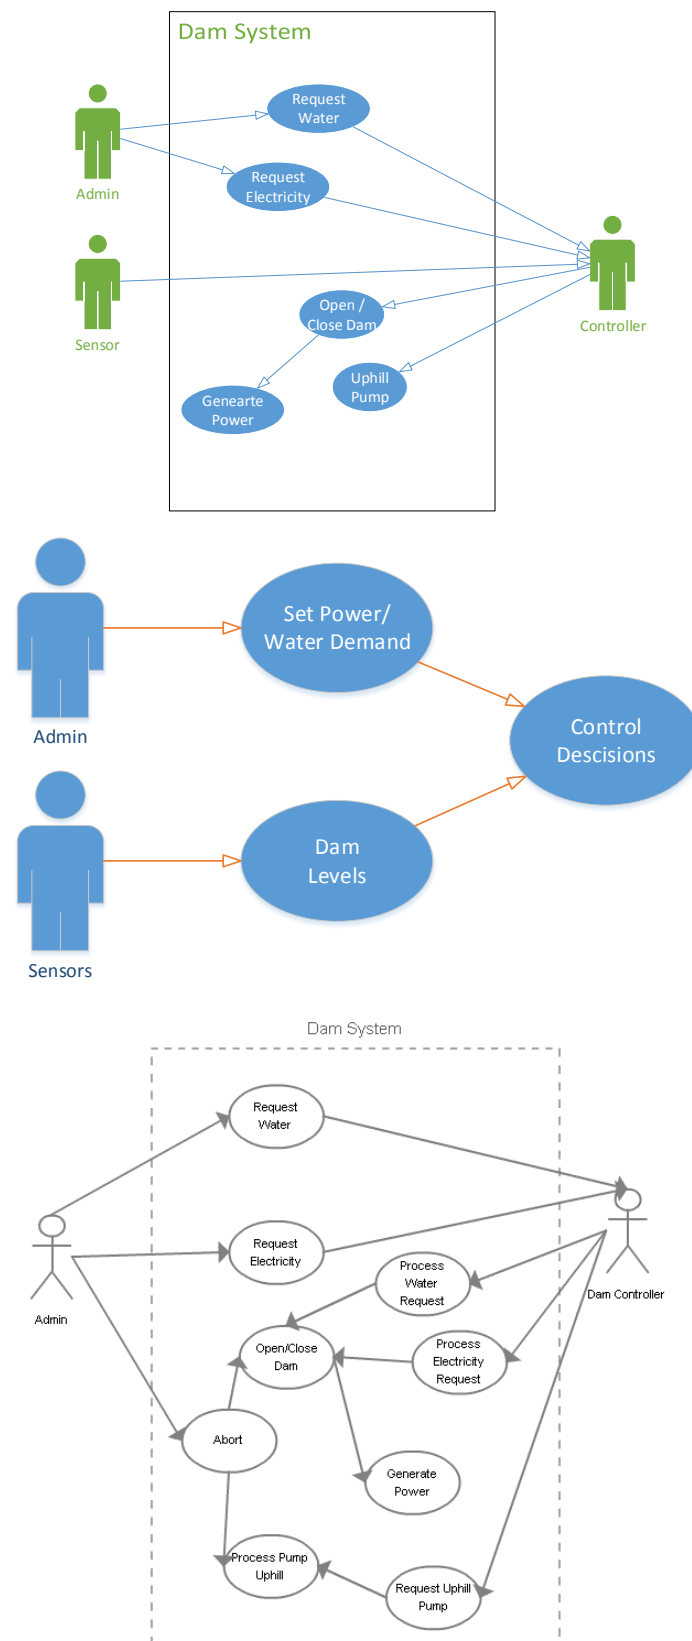 Dam System
Request
Water
Admin
Request
Electricity
Sensor
Controller
Open /
Close Dam
Uphill
Pump
Genearte
Power
Set Power/
Water Demand
Admin
Control
Descisions
Dam
Levels
Sensors
Dam System
Request
Water
Request
Electricity
Process
Water
Request
Admin
Dam Controller
Open/Close
Dam
Process
Electricity
Request
Abort
Generate
Power
Process Pump
Uphill
Request Uphill
Pump